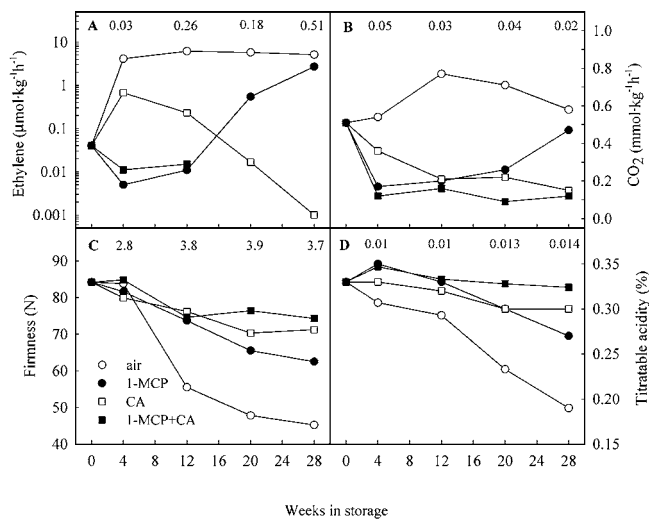 A 0.03 0.26 0.18 0.51
B 0.05 0.03 0.04 0.02
10
1
0.1
0.01
0.001
Ethylene (µmol·kg⁻¹h⁻¹)
1.0
0.8
0.6
0.4
0.2
0.0
CO₂ (mmol·kg⁻¹h⁻¹)
C 2.8 3.8 3.9 3.7
D 0.01 0.01 0.013 0.014
90
80
70
60
50
40
Firmness (N)
air
1-MCP
CA
1-MCP+CA
0.35
0.30
0.25
0.20
0.15
Titratable acidity (%)
0 4 8 12 16 20 24 28
0 4 8 12 16 20 24 28
Weeks in storage